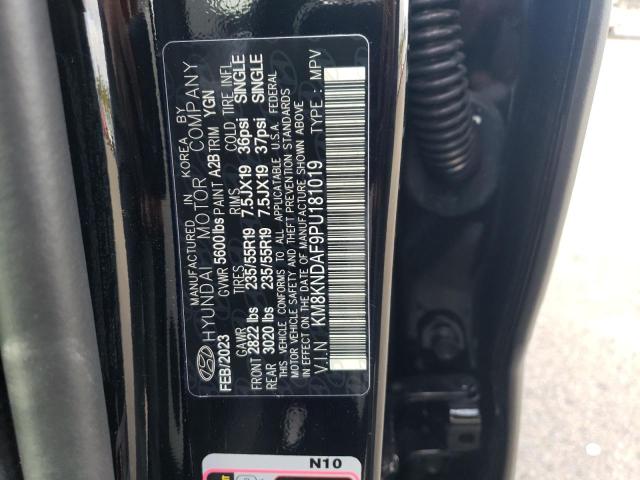 MANUFACTURED IN KOREA BY
HYUNDAI MOTOR COMPANY
FEB/2023 GVWR 5600 lbs PAINT A2B TRIM YGN
GAWR TIRES RIMS COLD TIRE INFL
FRONT 2822 lbs 235/55R19 7.5JX19 36psi SINGLE
REAR 3020 lbs 235/55R19 7.5JX19 37psi SINGLE
THIS VEHICLE CONFORMS TO ALL APPLICABLE U.S.A. FEDERAL
MOTOR VEHICLE SAFETY AND THEFT PREVENTION STANDARDS
IN EFFECT ON THE DATE OF MANUFACTURE SHOWN ABOVE
V.I.N KM8KNDAF9PU181019 TYPE : MPV
N10